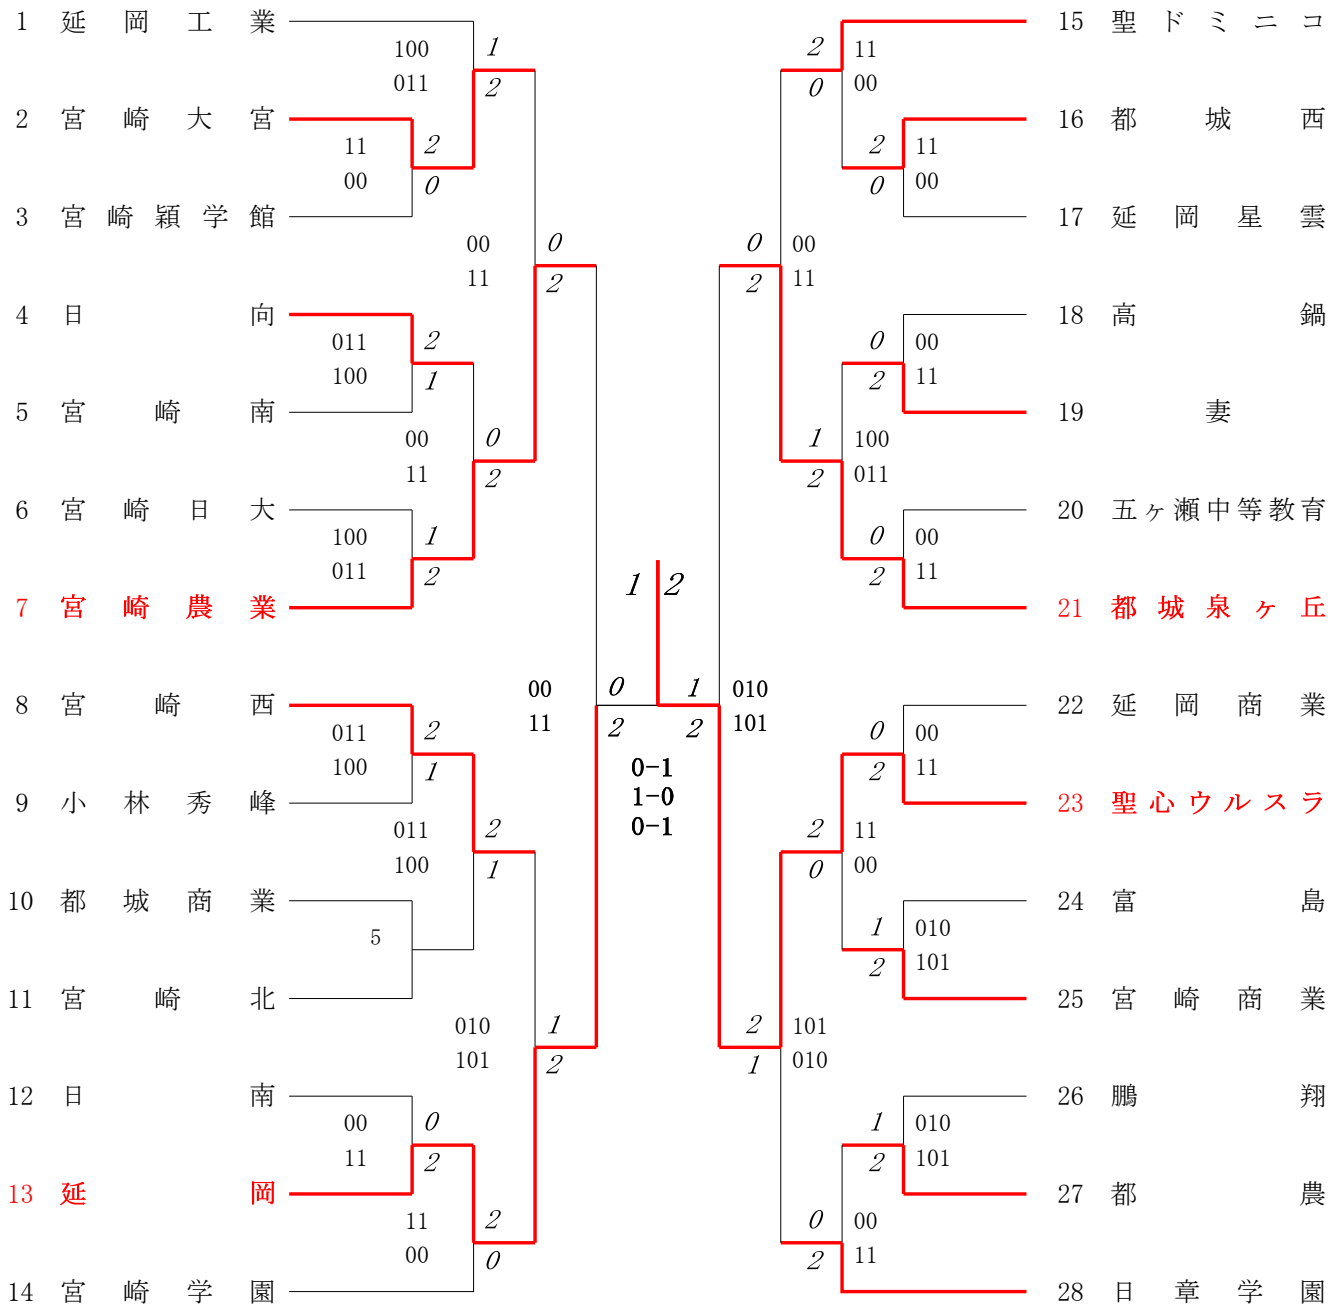 1 延岡工業
100 1
011 2
2 宮崎大宮
11 2
00 0
3 宮崎穎学館
00 0
11 2
4 日向
011 2
100 1
5 宮崎南
00 0
11 2
6 宮崎日大
100 1
011 2
7 宮崎農業
8 宮崎西
011 2
100 1
9 小林秀峰
011 2
100 1
10 都城商業
5
11 宮崎北
010 1
101 2
12 日南
00 0
11 2
13 延岡
11 2
00 0
14 宮崎学園
1 2
00 0 1 010
11 2 2 101
0-1
1-0
0-1
15 聖ドミニコ
2 11
0 00
16 都城西
2 11
0 00
17 延岡星雲
0 00
2 11
18 高鍋
0 00
2 11
19 妻
1 100
2 011
20 五ヶ瀬中等教育
0 00
2 11
21 都城泉ヶ丘
22 延岡商業
0 00
2 11
23 聖心ウルスラ
2 11
0 00
24 富島
1 010
2 101
25 宮崎商業
2 101
1 010
26 鵬翔
1 010
2 101
27 都農
0 00
2 11
28 日章学園